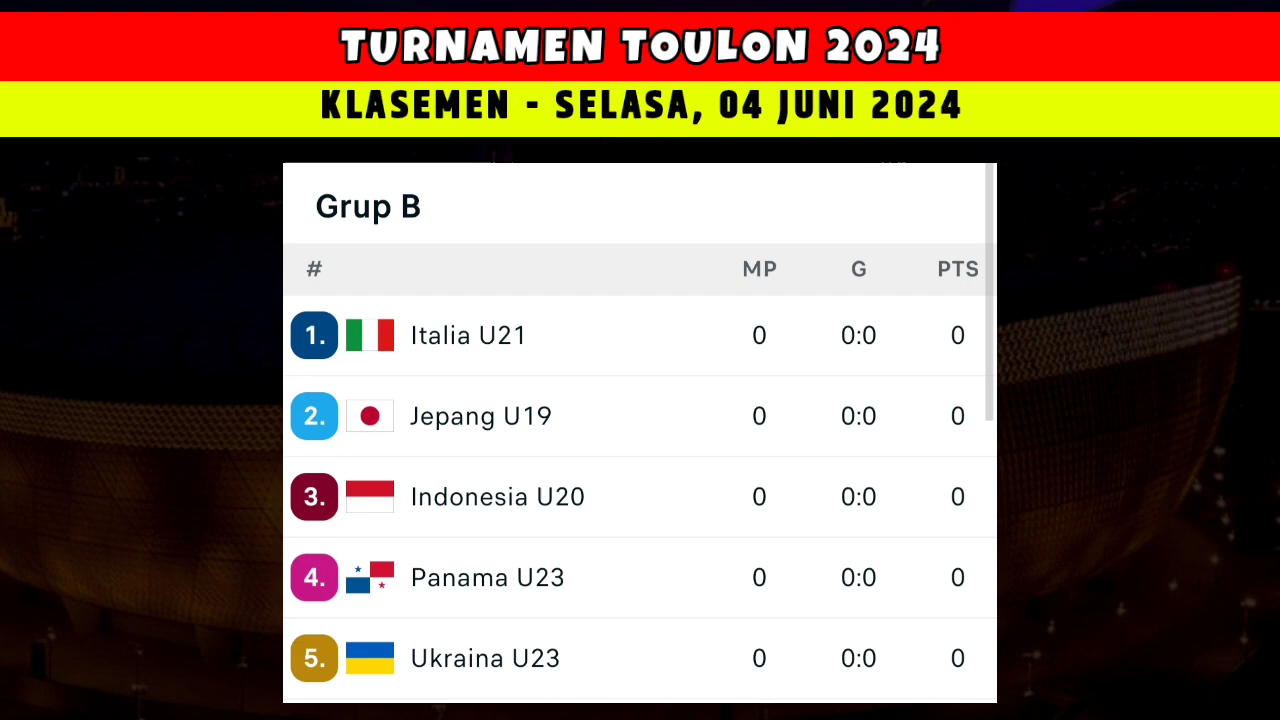 TURNAMEN TOULON 2024
KLASEMEN - SELASA, 04 JUNI 2024
Grup B
# MP G PTS
1. Italia U21 0 0:0 0
2. Jepang U19 0 0:0 0
3. Indonesia U20 0 0:0 0
4. Panama U23 0 0:0 0
5. Ukraina U23 0 0:0 0